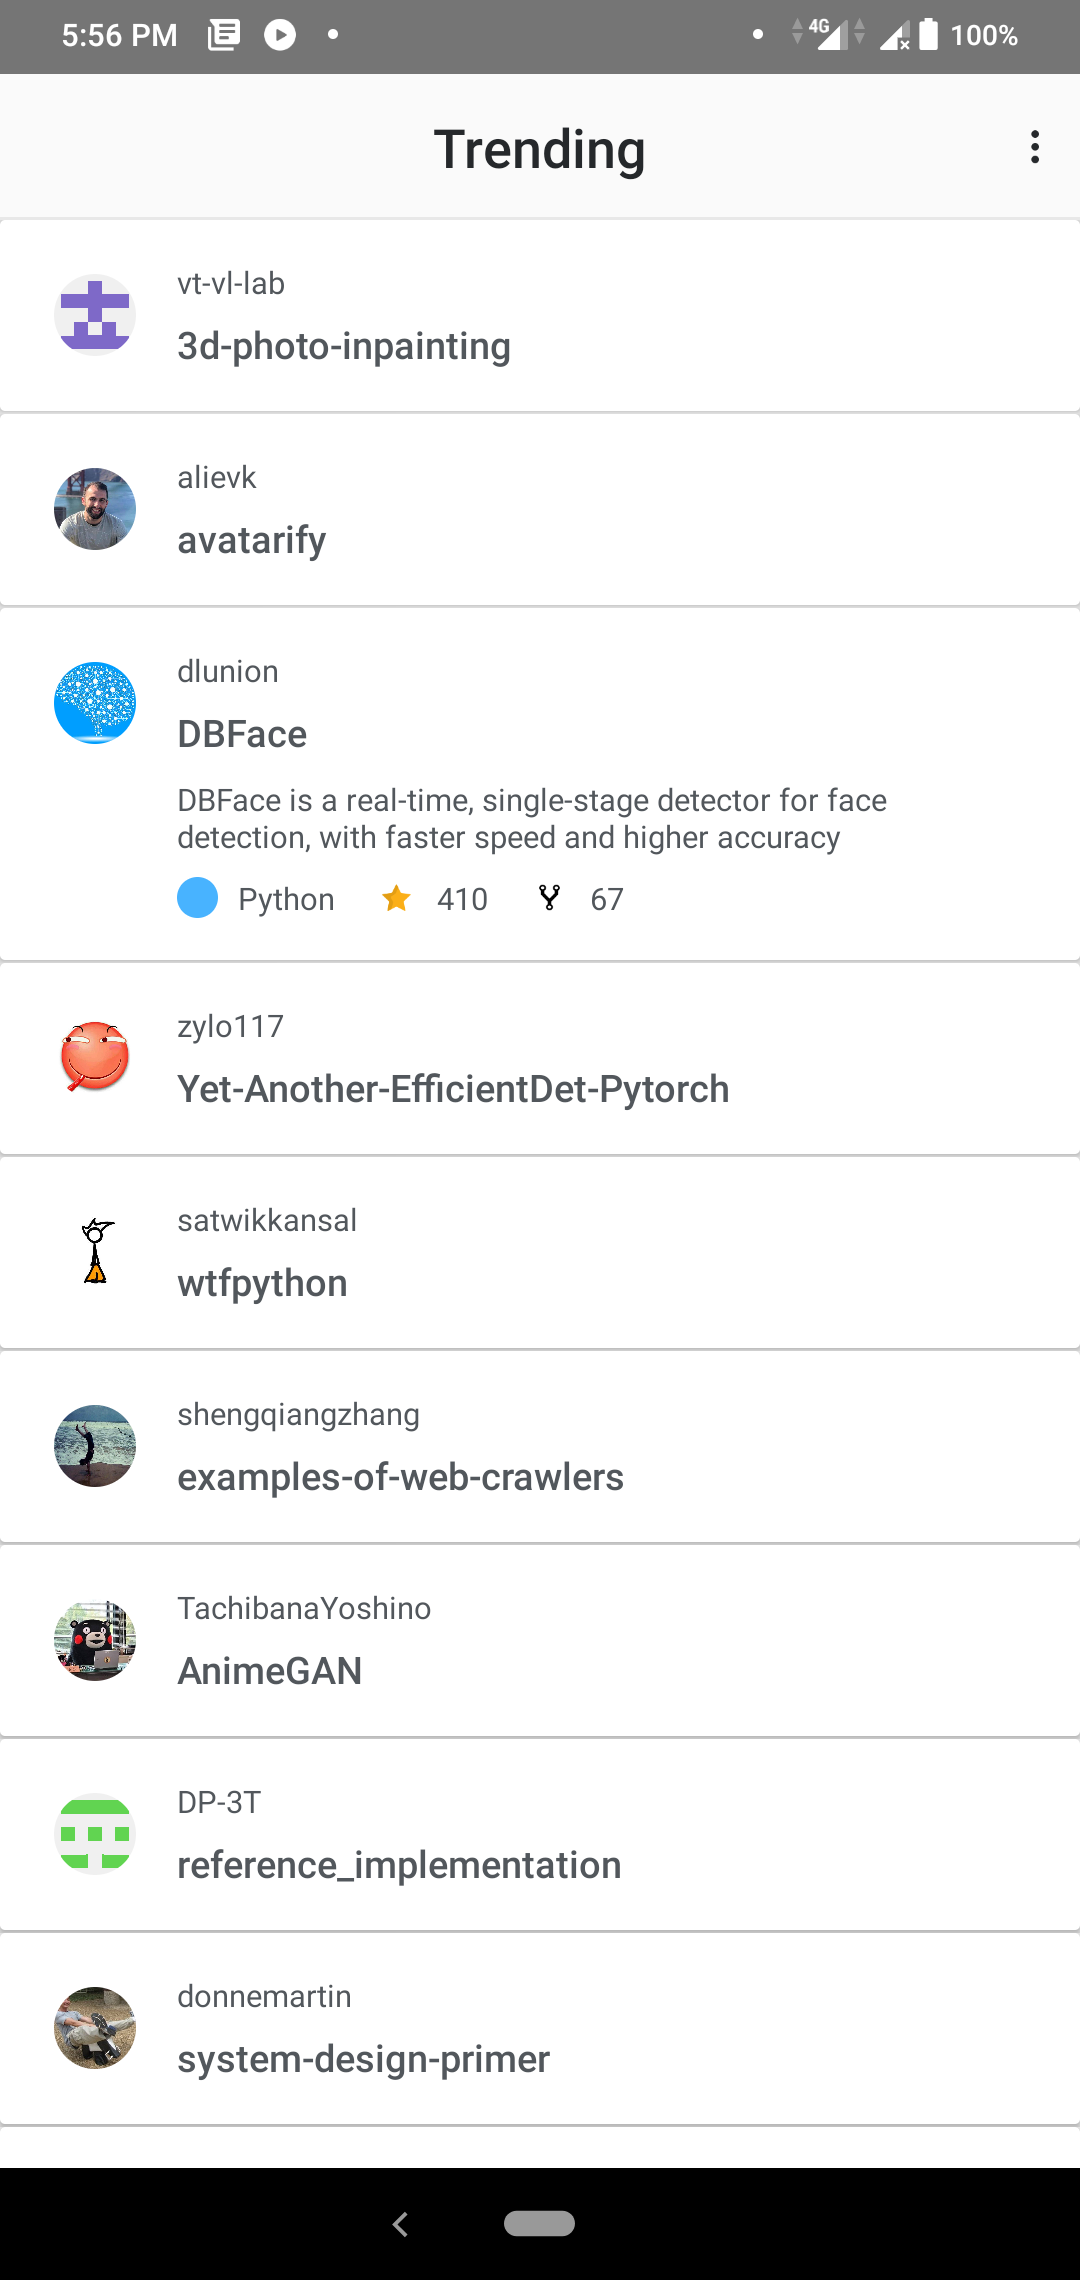 5:56 PM
4G
100%
Trending
vt-vl-lab
3d-photo-inpainting
alievk
avatarify
dlunion
DBFace
DBFace is a real-time, single-stage detector for face
detection, with faster speed and higher accuracy
Python 410 67
zylo117
Yet-Another-EfficientDet-Pytorch
satwikkansal
wtfpython
shengqiangzhang
examples-of-web-crawlers
TachibanaYoshino
AnimeGAN
DP-3T
reference_implementation
donnemartin
system-design-primer